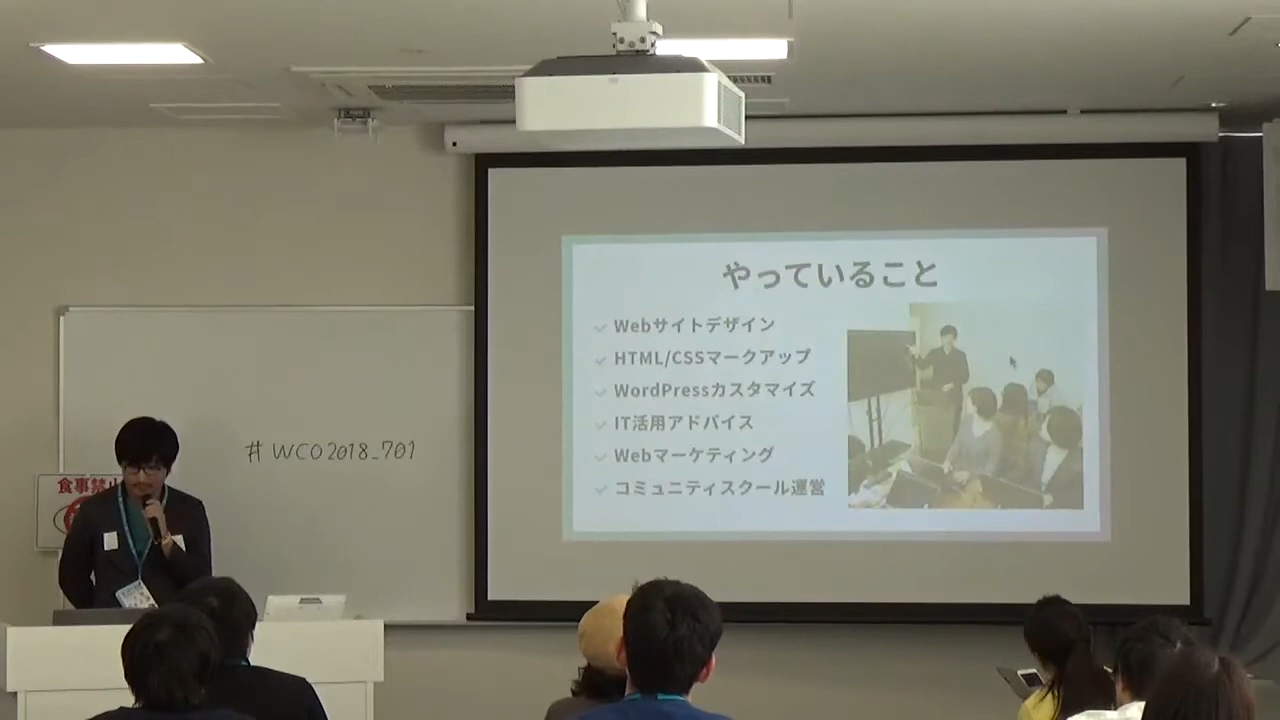 やっていること
Webサイトデザイン
HTML/CSSマークアップ
WordPressカスタマイズ
IT活用アドバイス
Webマーケティング
コミュニティスクール運営
#WCO2018_701
食事禁止